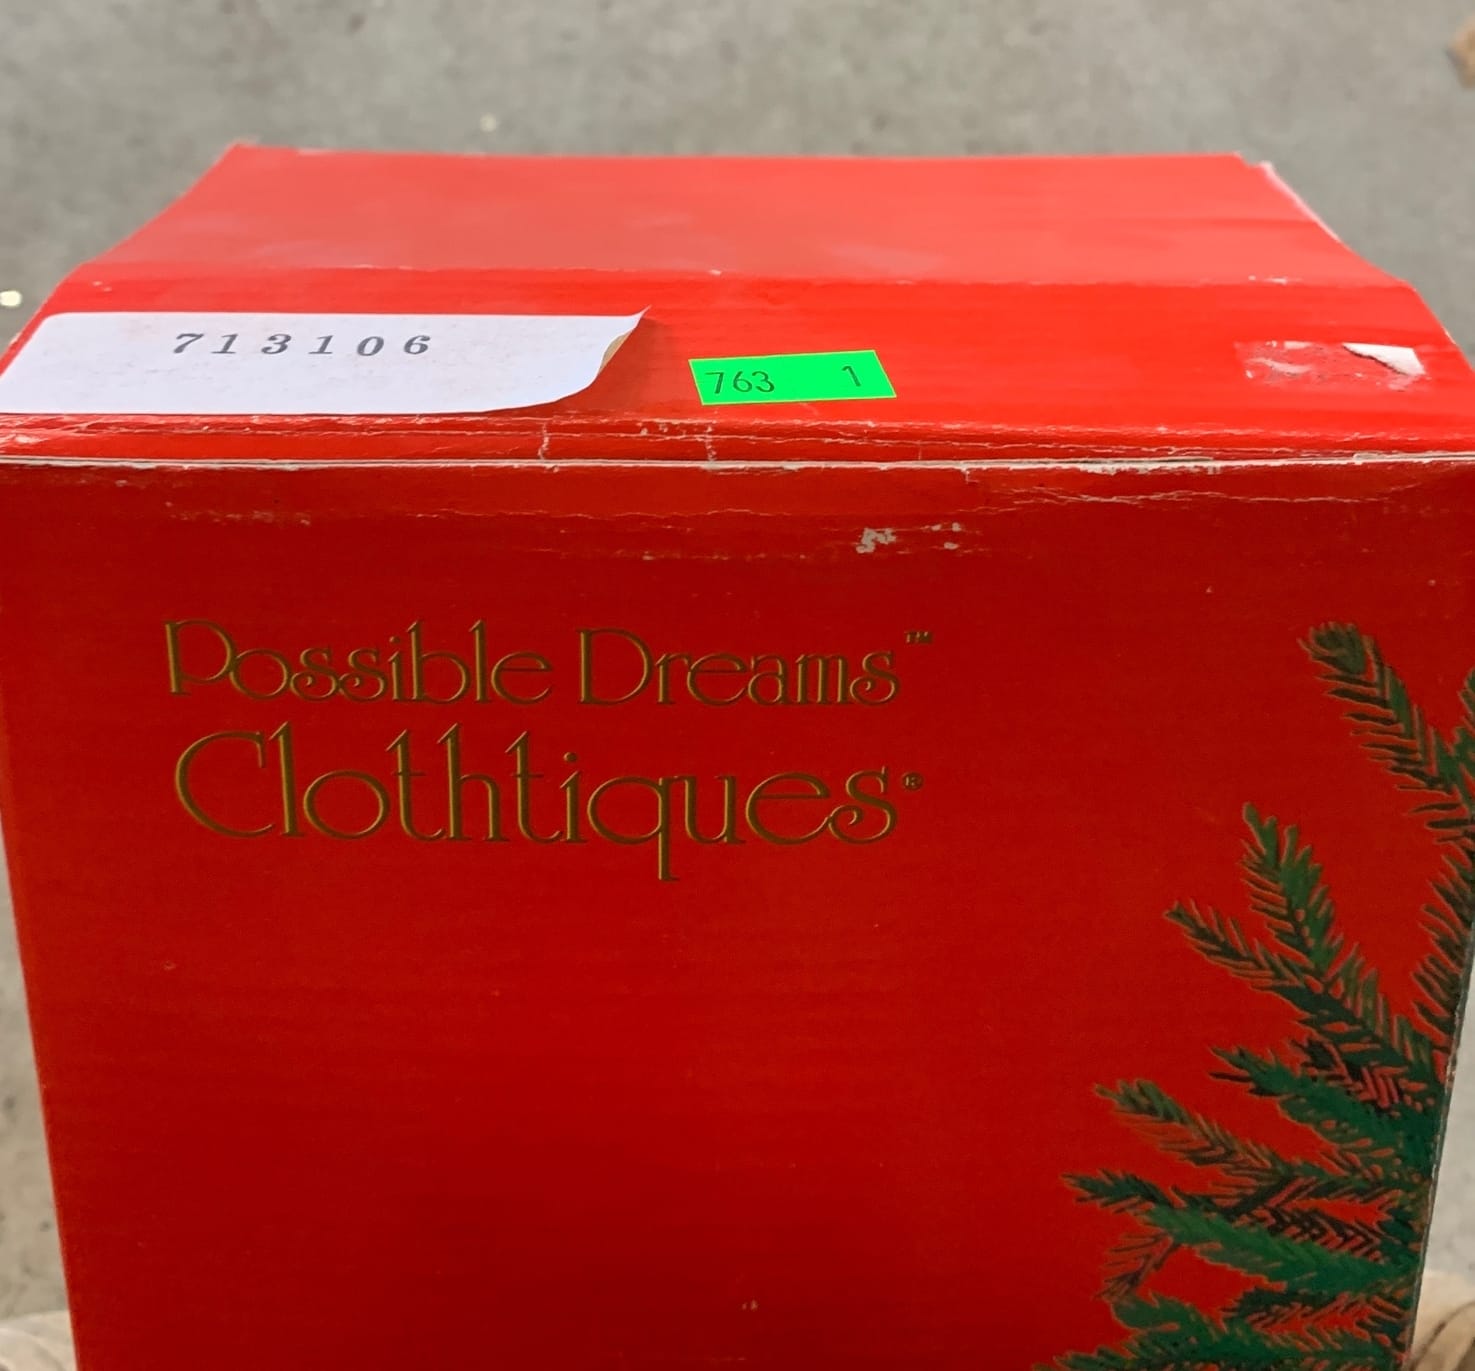 713106
763 1
Possible Dreams™
Clothtiques®